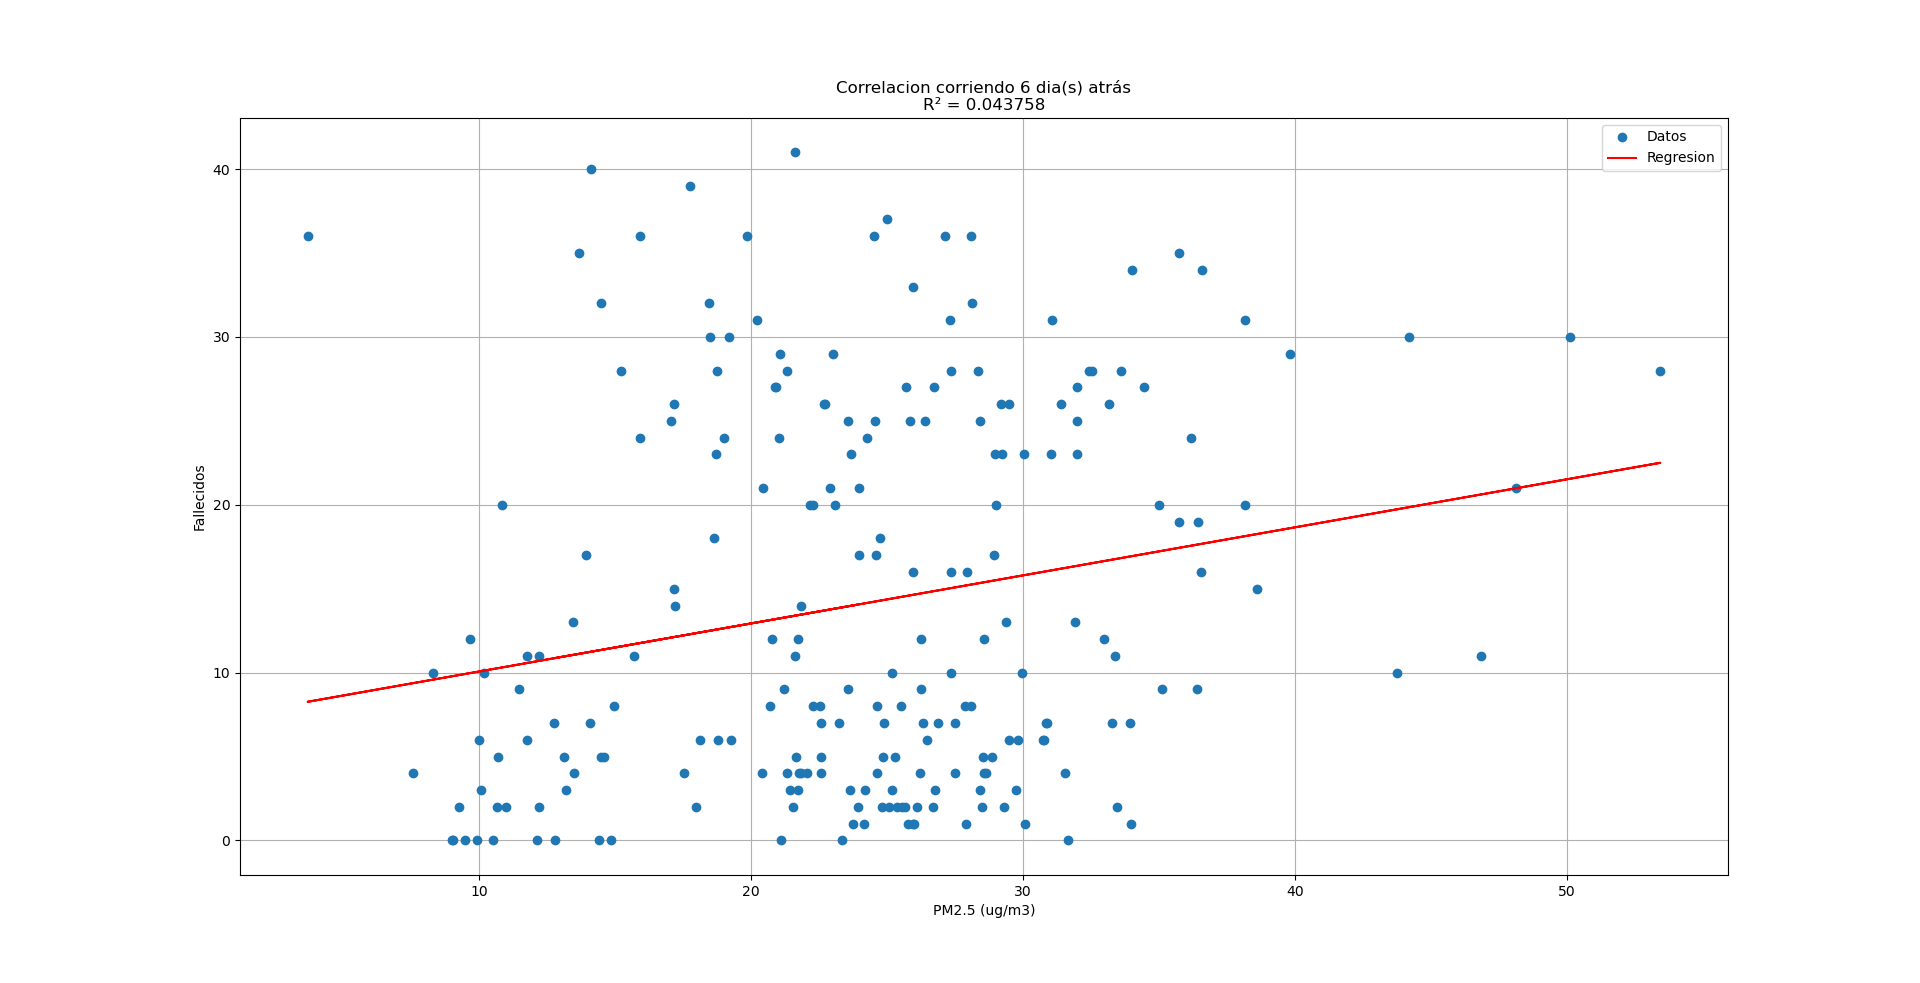 Correlacion corriendo 6 dia(s) atrás
R² = 0.043758
Datos
Regresion
40
30
20
10
0
Fallecidos
10
20
30
40
50
PM2.5 (ug/m3)